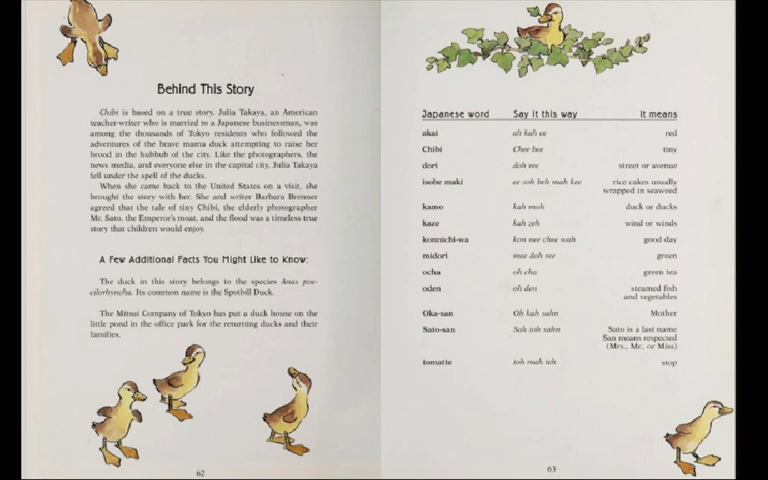 Behind This Story
Chibi is based on a true story. Julia Takaya, an American
teacher-writer who is married to a Japanese businessman, was
among the thousands of Tokyo residents who followed the
adventures of the brave mama duck attempting to raise her
brood in the hubbub of the city. Like the photographers, the
news media, and everyone else in the capital city, Julia Takaya
fell under the spell of the ducks.
When she came back to the United States on a visit, she
brought the story with her. She and writer Barbara Brenner
agreed that the tale of tiny Chibi, the elderly photographer
Mr. Sato, the Emperor's moat, and the flood was a timeless true
story that children would enjoy.
A Few Additional Facts You Might Like to Know:
The duck in this story belongs to the species Anas poe-
cilorhyncha. Its common name is the Spotbill Duck.
The Mitsui Company of Tokyo has put a duck house on the
little pond in the office park for the returning ducks and their
families.
62
Japanese word Say it this way It means
akai ah kah ee red
Chibi Chee bee tiny
dori doh ree street or avenue
isobe maki ee soh beh mah kee rice cakes usually
wrapped in seaweed
kamo kah moh duck or ducks
kaze kah zeh wind or winds
konnichi-wa kon nee chee wah good day
midori mee doh ree green
ocha oh cha green tea
oden oh den steamed fish
and vegetables
Oka-san Oh kah sahn Mother
Sato-san Sah toh sahn Sato is a last name
San means respected
(Mrs., Mr., or Miss)
tomatte toh mah teh stop
63